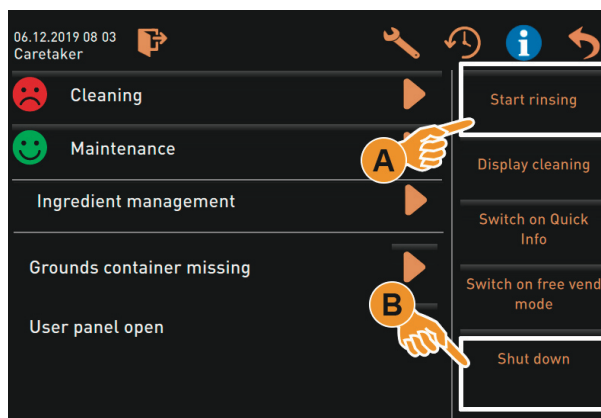 06.12.2019 08 03
Caretaker
Cleaning
Maintenance
Ingredient management
Grounds container missing
User panel open
Start rinsing
Display cleaning
Switch on Quick
Info
Switch on free vend
mode
Shut down
A
B